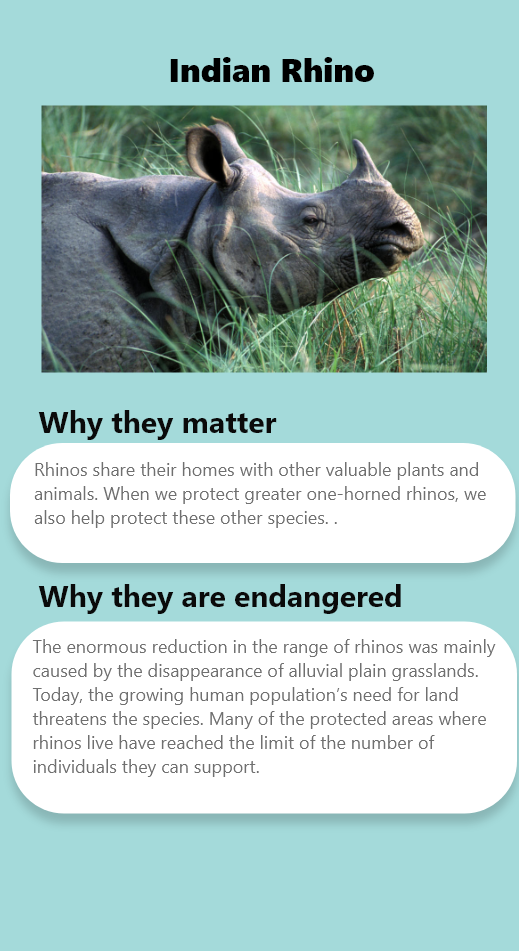 Indian Rhino
Why they matter
Rhinos share their homes with other valuable plants and
animals. When we protect greater one-horned rhinos, we
also help protect these other species. .
Why they are endangered
The enormous reduction in the range of rhinos was mainly
caused by the disappearance of alluvial plain grasslands.
Today, the growing human population’s need for land
threatens the species. Many of the protected areas where
rhinos live have reached the limit of the number of
individuals they can support.